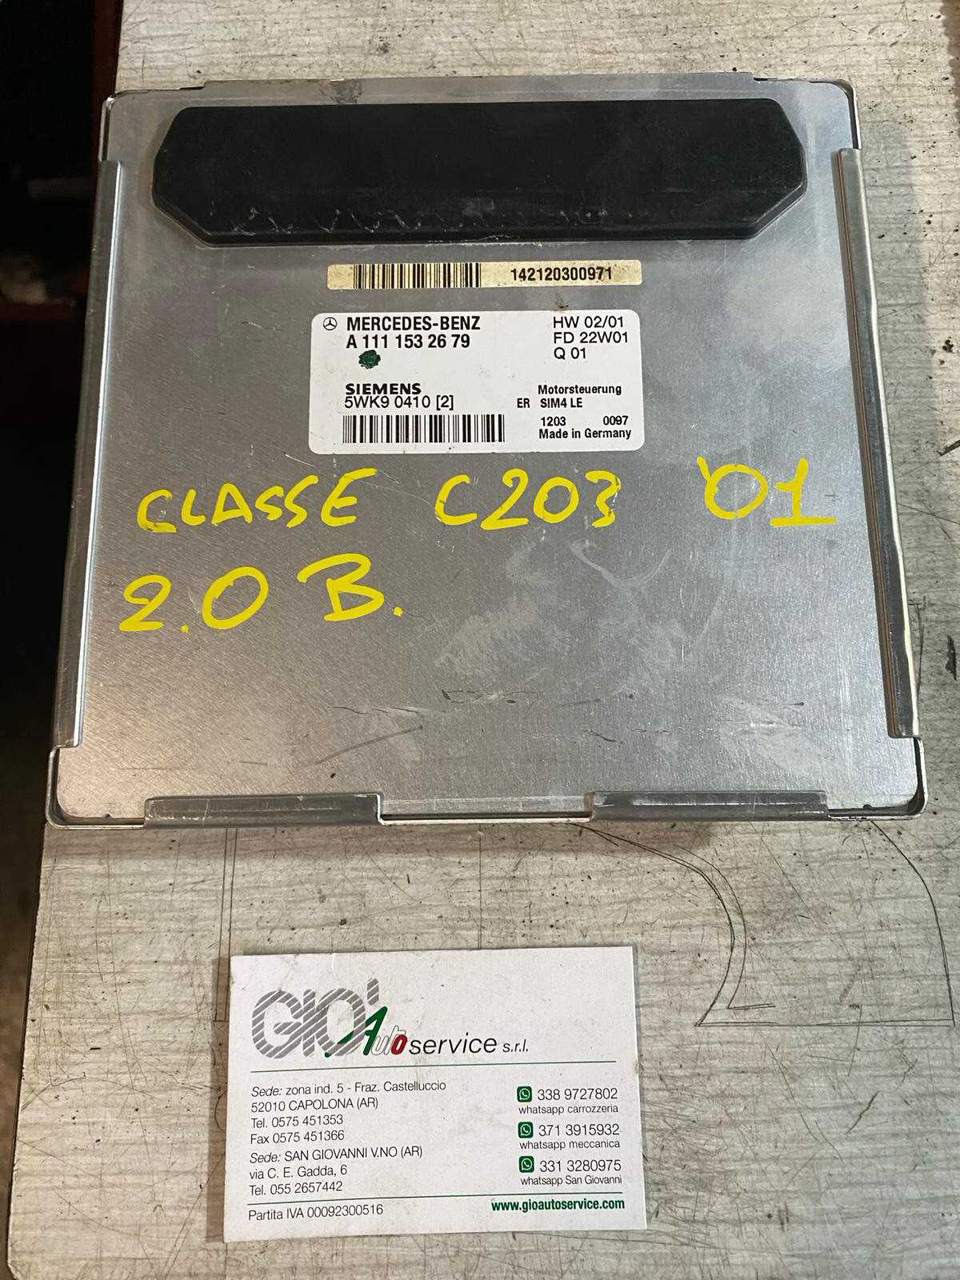 142120300971
MERCEDES-BENZ
A 111 153 26 79
HW 02/01
FD 22W01
Q 01
SIEMENS
5WK9 0410 [2]
Motorsteuerung
ER SIM4 LE
1203 0097
Made in Germany
CLASSE C203 '01
2.0 B.
GIO'
Autoservice s.r.l.
Sede: zona ind. 5 - Fraz. Castelluccio
52010 CAPOLONA (AR)
Tel. 0575 451353
Fax 0575 451366
Sede: SAN GIOVANNI V.NO (AR)
via C. E. Gadda, 6
Tel. 055 2657442
Partita IVA 00092300516
338 9727802
whatsapp carrozzeria
371 3915932
whatsapp meccanica
331 3280975
whatsapp San Giovanni
www.gioautoservice.com